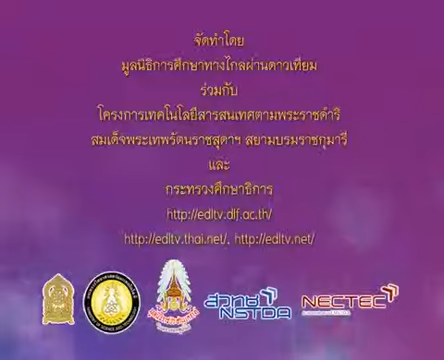 จัดทำโดย
มูลนิธิการศึกษาทางไกลผ่านดาวเทียม
ร่วมกับ
โครงการเทคโนโลยีสารสนเทศตามพระราชดำริ
สมเด็จพระเทพรัตนราชสุดาฯ สยามบรมราชกุมารี
และ
กระทรวงศึกษาธิการ
http://edltv.dlf.ac.th/
http://edltv.thai.net/, http://edltv.net/
สวทช NSTDA
NECTEC